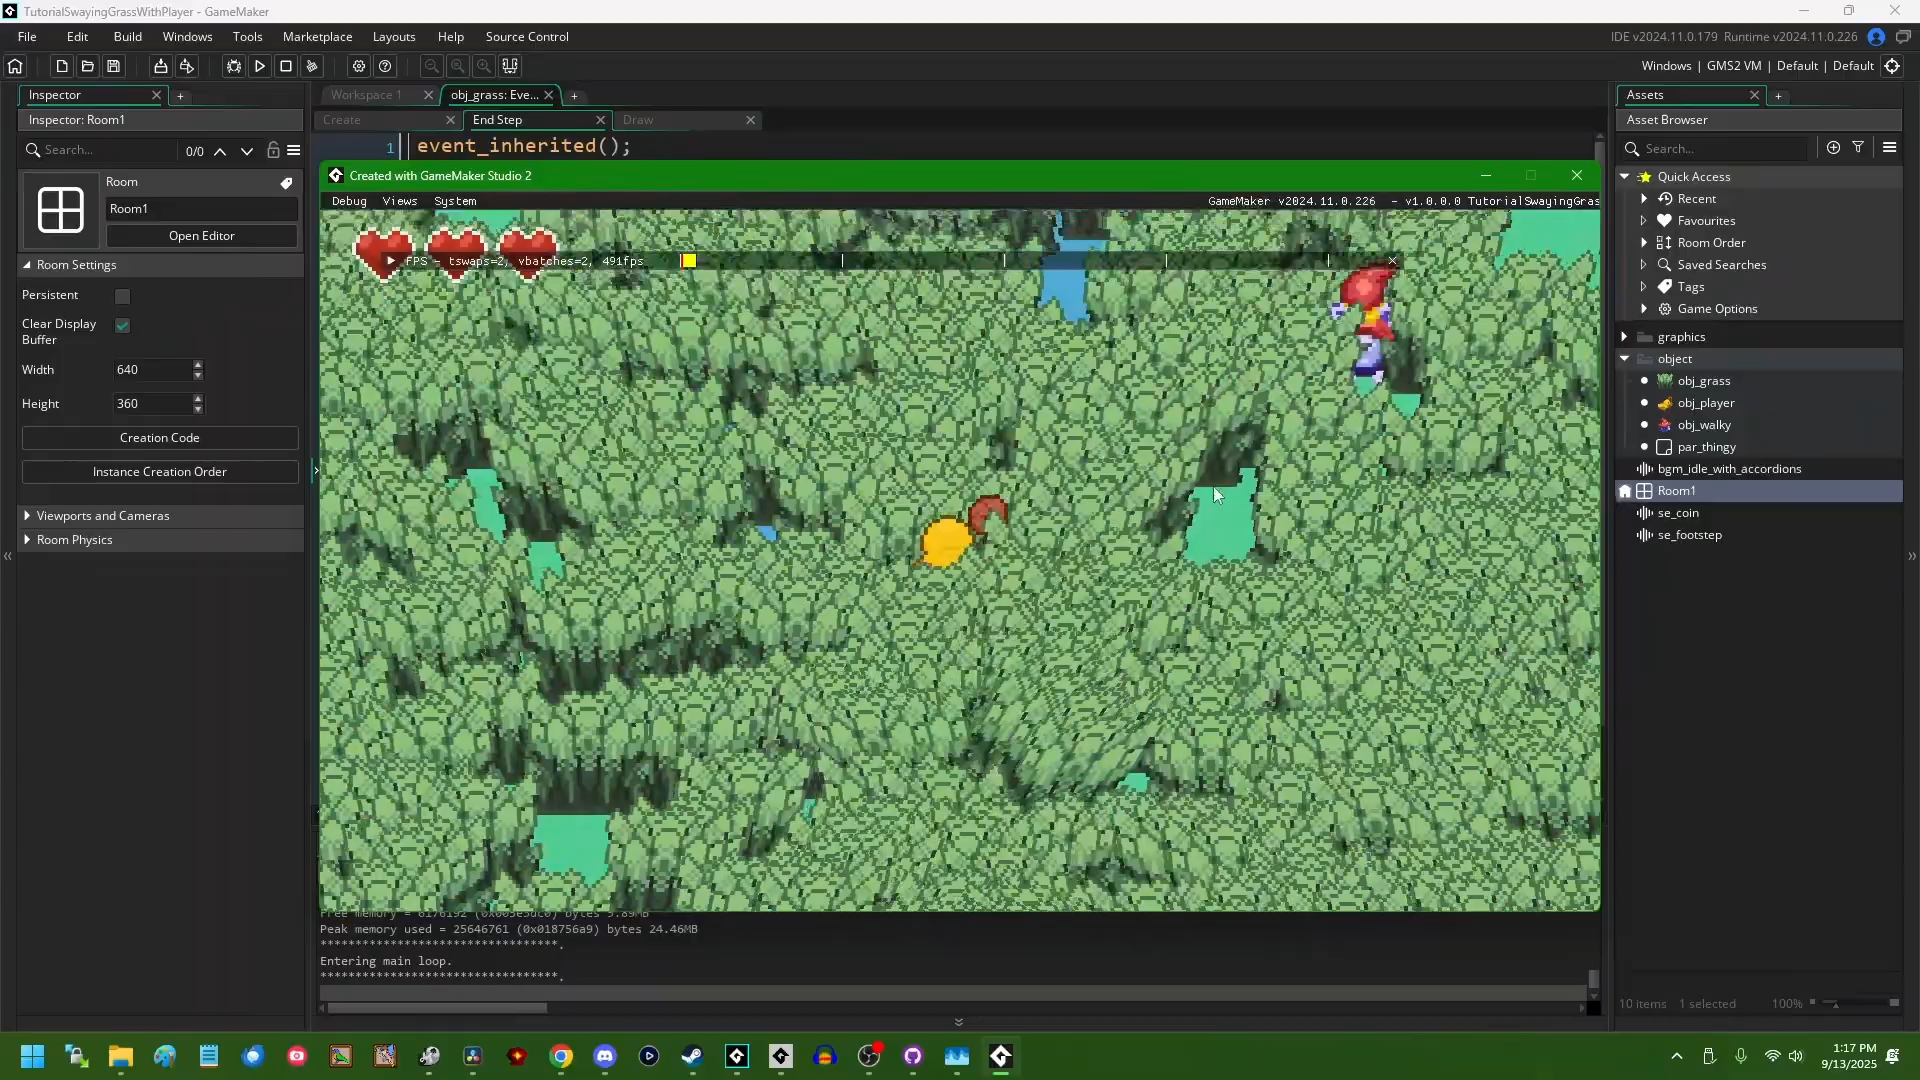 TutorialSwayingGrassWithPlayer - GameMaker
File Edit Build Windows Tools Marketplace Layouts Help Source Control
IDE v2024.11.0.179 Runtime v2024.11.0.226
Windows | GMS2 VM | Default | Default
Inspector
Workspace 1
obj_grass: Eve...
Assets
Inspector: Room1
Create
End Step
Draw
Asset Browser
Search...
0/0
1
event_inherited();
Search...
Room
Room1
Open Editor
Created with GameMaker Studio 2
Debug Views System
GameMaker v2024.11.0.226 - v1.0.0.0 TutorialSwayingGras
FPS - tswaps=2, vbatches=2, 491fps
Room Settings
Persistent
Clear Display
Buffer
Width
640
Height
360
Creation Code
Instance Creation Order
Viewports and Cameras
Room Physics
Quick Access
Recent
Favourites
Room Order
Saved Searches
Tags
Game Options
graphics
object
obj_grass
obj_player
obj_walky
par_thingy
bgm_idle_with_accordions
Room1
se_coin
se_footstep
Peak memory used = 25646761 (0x018756a9) bytes 24.46MB
**********************************.
Entering main loop.
**********************************.
10 items 1 selected 100%
1:17 PM
9/13/2025